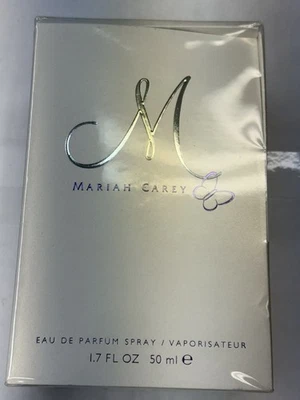 M
MARIAH CAREY
EAU DE PARFUM SPRAY / VAPORISATEUR
1.7 FL OZ 50 ml ℮